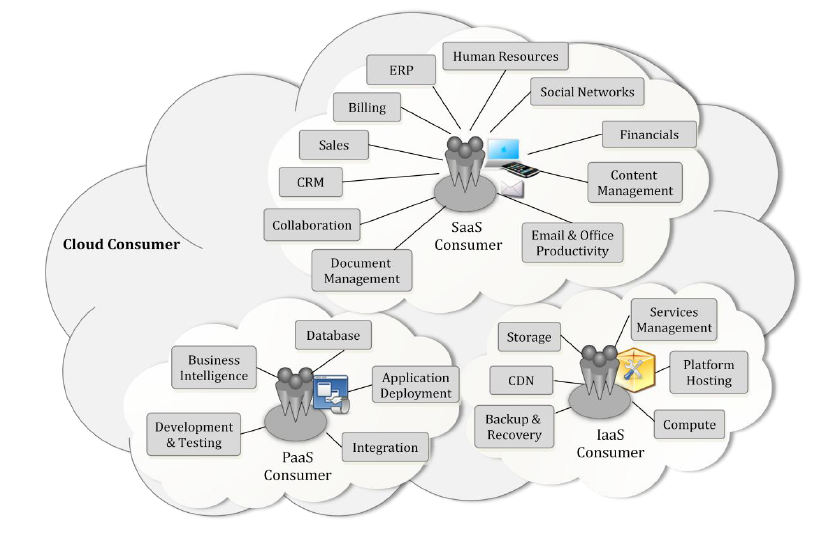 Human Resources
ERP
Social Networks
Billing
Financials
Sales
Content
Management
CRM
Collaboration
SaaS
Consumer
Email & Office
Productivity
Cloud Consumer
Document
Management
Database
Business
Intelligence
Application
Deployment
Development
& Testing
Integration
PaaS
Consumer
Services
Management
Storage
Platform
Hosting
CDN
Backup &
Recovery
Compute
IaaS
Consumer